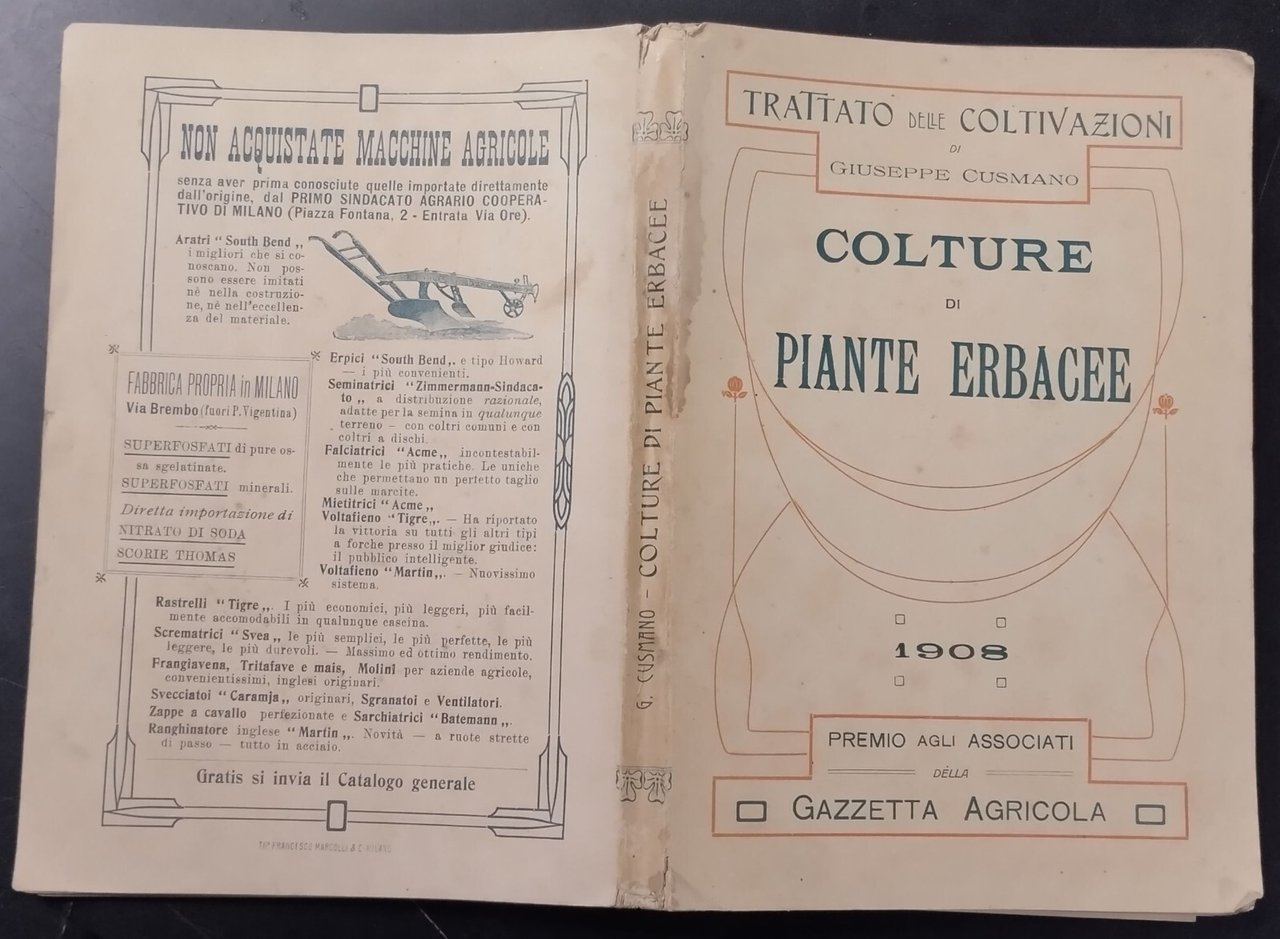 NON ACQUISTATE MACCHINE AGRICOLE
senza aver prima conosciute quelle importate direttamente
dall'origine, dal PRIMO SINDACATO AGRARIO COOPERA-
TIVO DI MILANO (Piazza Fontana, 2 - Entrata Via Ore).
Aratri “ South Bend „
i migliori che si co-
noscano. Non pos-
sono essere imitati
nè nella costruzio-
ne, nè nell'eccellen-
za del materiale.
FABBRICA PROPRIA in MILANO
Via Brembo (fuori P. Vigentina)
SUPERFOSFATI di pure os-
sa sgelatinate.
SUPERFOSFATI minerali.
Diretta importazione di
NITRATO DI SODA
SCORIE THOMAS
Erpici “South Bend„. e tipo Howard
— i più convenienti.
Seminatrici “Zimmermann-Sindaca-
to „ a distribuzione razionale,
adatte per la semina in qualunque
terreno — con coltri comuni e con
coltri a dischi.
Falciatrici “Acme„ incontestabil-
mente le più pratiche. Le uniche
che permettano un perfetto taglio
sulle marcite.
Mietitrici “ Acme„
Voltafieno “Tigre„. — Ha riportato
la vittoria su tutti gli altri tipi
a forche presso il miglior giudice:
il pubblico intelligente.
Voltafieno “Martin„. — Nuovissimo
sistema.
Rastrelli “Tigre„. I più economici, più leggeri, più facil-
mente accomodabili in qualunque cascina.
Scrematrici “Svea„ le più semplici, le più perfette, le più
leggere, le più durevoli. — Massimo ed ottimo rendimento.
Frangiavena, Tritafave e mais, Molini per aziende agricole,
convenientissimi, inglesi originari.
Svecciatoi “Caramja„ originari, Sgranatoi e Ventilatori.
Zappe a cavallo perfezionate e Sarchiatrici “Batemann„.
Ranghinatore inglese “Martin„. Novità — a ruote strette
di passo — tutto in acciaio.
Gratis si invia il Catalogo generale
TIP. FRANCESCO MARCOLLI & C. MILANO
G. CUSMANO - COLTURE DI PIANTE ERBACEE
TRATTATO DELLE COLTIVAZIONI
DI
GIUSEPPE CUSMANO
COLTURE
DI
PIANTE ERBACEE
1908
PREMIO AGLI ASSOCIATI
DELLA
GAZZETTA AGRICOLA